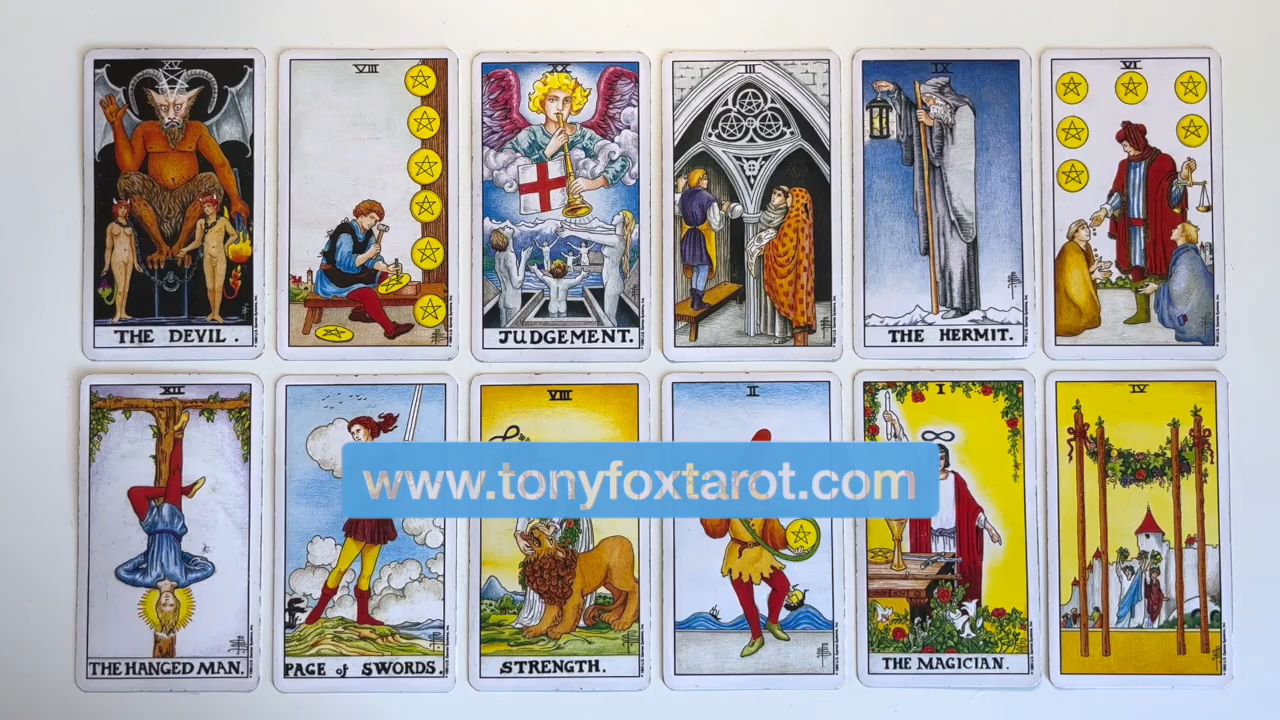 XV
VIII
XX
III
IX
VI
THE DEVIL.
JUDGEMENT.
THE HERMIT.
XII
VIII
II
I
IV
www.tonyfoxtarot.com
THE HANGED MAN.
PAGE of SWORDS.
STRENGTH.
THE MAGICIAN.